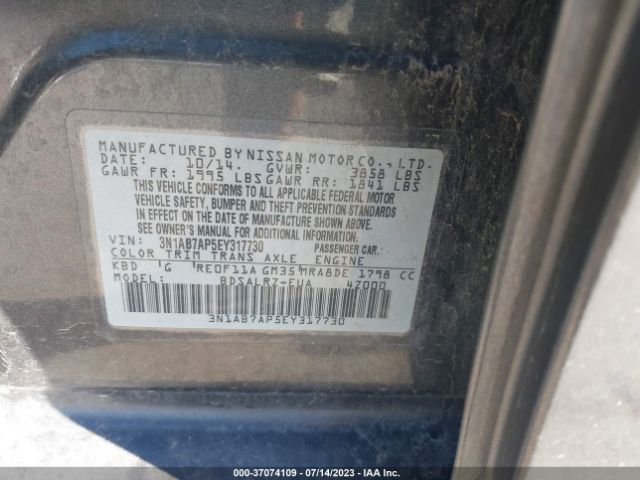 MANUFACTURED BY NISSAN MOTOR CO., LTD.
DATE: 10/14. GVWR: 3858 LBS
GAWR FR: 1995 LBS GAWR RR: 1841 LBS
THIS VEHICLE CONFORMS TO ALL APPLICABLE FEDERAL MOTOR
VEHICLE SAFETY, BUMPER AND THEFT PREVENTION STANDARDS
IN EFFECT ON THE DATE OF MANUFACTURE SHOWN ABOVE.
SEE OWNER'S MANUAL FOR ADDITIONAL INFORMATION.
VIN: 3N1AB7AP5EY317730 PASSENGER CAR
COLOR TRIM TRANS AXLE ENGINE
KBD G RE0F11A GM35 MRA8DE 1798 CC
MODEL: BDSALRZ-EUA 4Z000
3N1AB7AP5EY317730
000-37074109 - 07/14/2023 - IAA Inc.